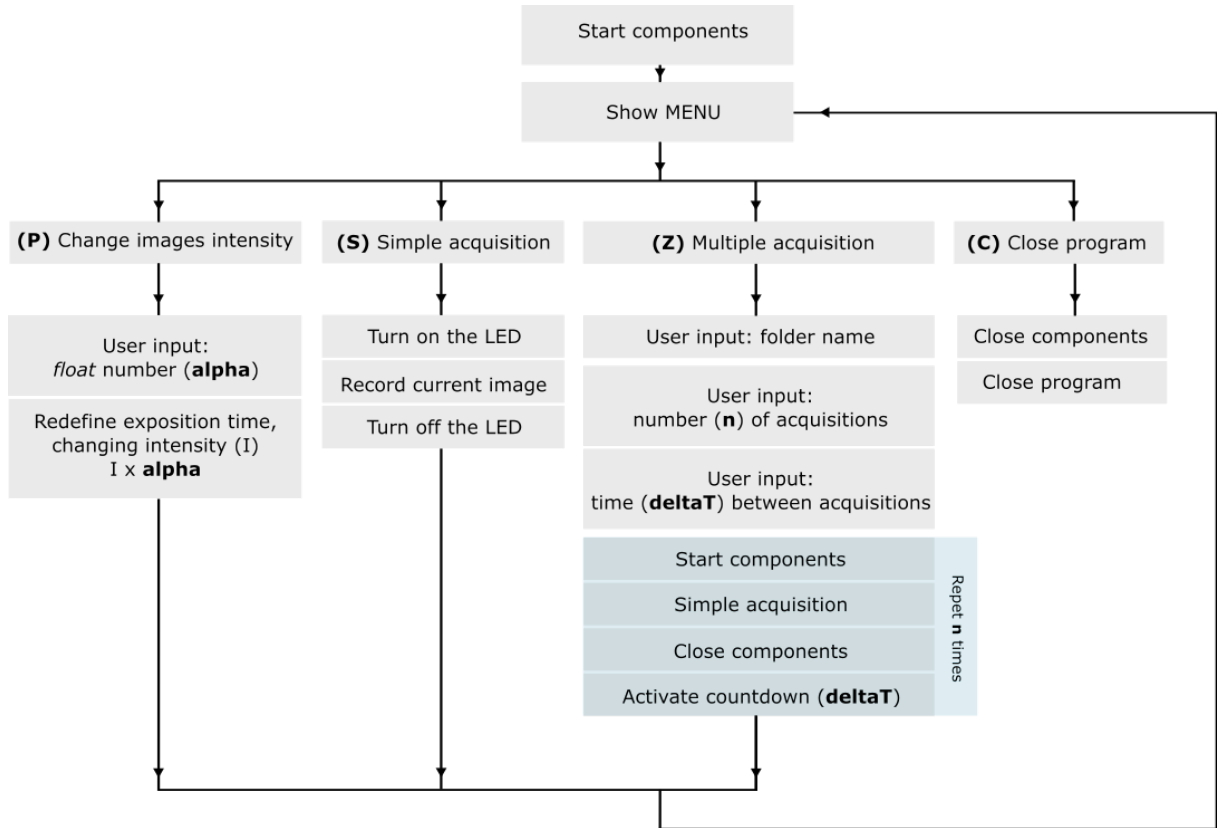 Start components
Show MENU
(P) Change images intensity
(S) Simple acquisition
(Z) Multiple acquisition
(C) Close program
User input:
float number (alpha)
Redefine exposition time,
changing intensity (I)
I x alpha
Turn on the LED
Record current image
Turn off the LED
User input: folder name
User input:
number (n) of acquisitions
User input:
time (deltaT) between acquisitions
Start components
Simple acquisition
Close components
Activate countdown (deltaT)
Repet n times
Close components
Close program